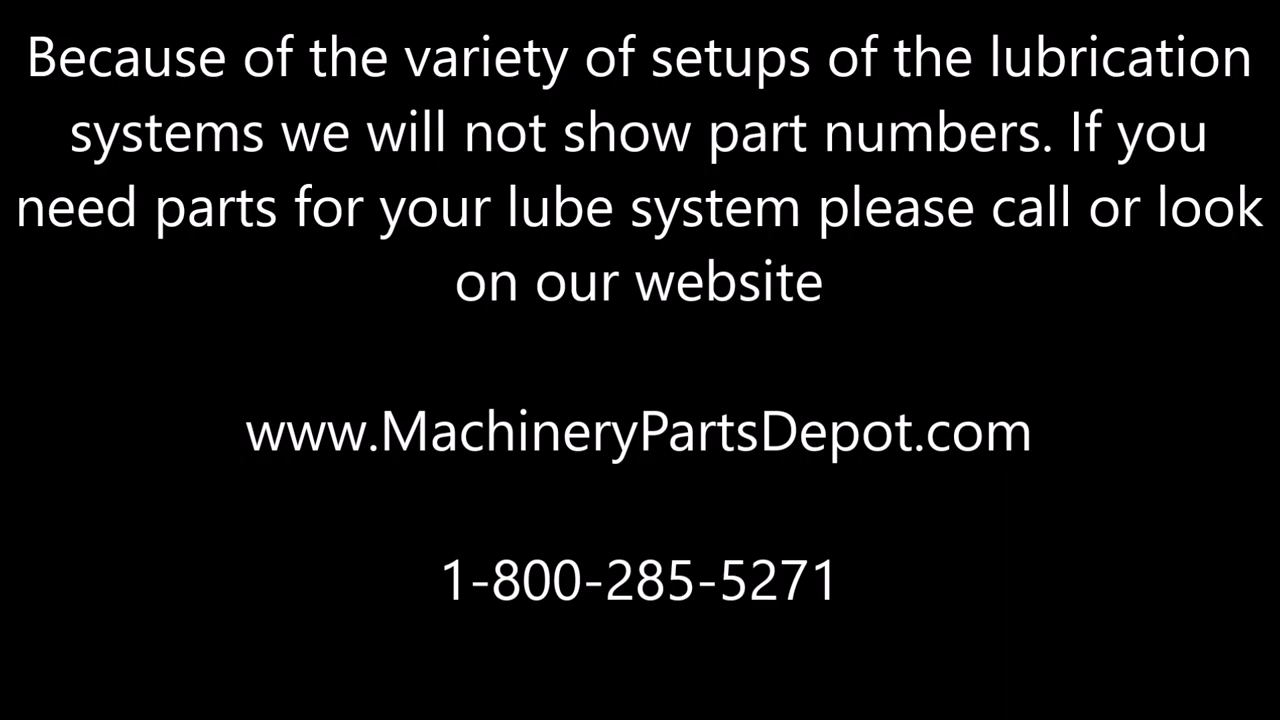 Because of the variety of setups of the lubrication
systems we will not show part numbers. If you
need parts for your lube system please call or look
on our website
www.MachineryPartsDepot.com
1-800-285-5271